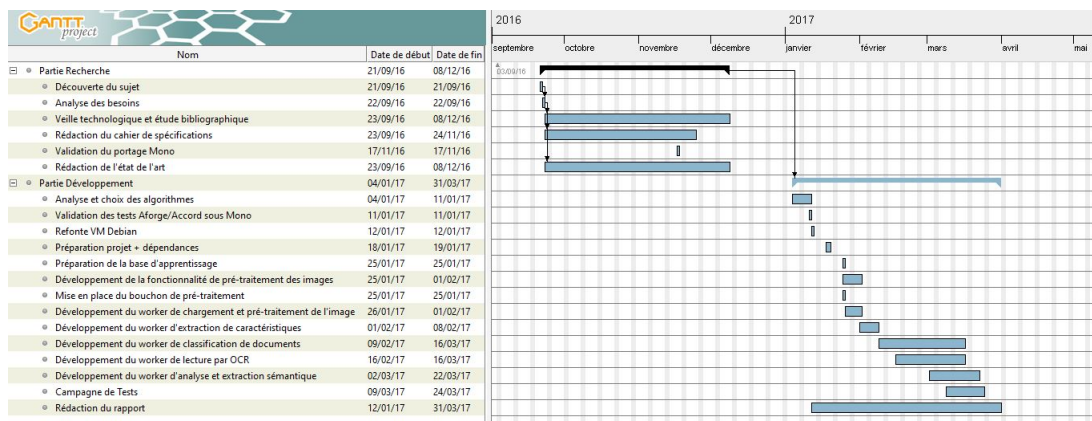 GANTT
project
2016
2017
septembre octobre novembre décembre janvier février mars avril mai
Nom Date de début Date de fin
03/09/16
Partie Recherche 21/09/16 08/12/16
Découverte du sujet 21/09/16 21/09/16
Analyse des besoins 22/09/16 22/09/16
Veille technologique et étude bibliographique 23/09/16 08/12/16
Rédaction du cahier de spécifications 23/09/16 24/11/16
Validation du portage Mono 17/11/16 17/11/16
Rédaction de l'état de l'art 23/09/16 08/12/16
Partie Développement 04/01/17 31/03/17
Analyse et choix des algorithmes 04/01/17 11/01/17
Validation des tests Aforge/Accord sous Mono 11/01/17 11/01/17
Refonte VM Debian 12/01/17 12/01/17
Préparation projet + dépendances 18/01/17 19/01/17
Préparation de la base d'apprentissage 25/01/17 25/01/17
Développement de la fonctionnalité de pré-traitement des images 25/01/17 01/02/17
Mise en place du bouchon de pré-traitement 25/01/17 25/01/17
Développement du worker de chargement et pré-traitement de l'image 26/01/17 01/02/17
Développement du worker d'extraction de caractéristiques 01/02/17 08/02/17
Développement du worker de classification de documents 09/02/17 16/03/17
Développement du worker de lecture par OCR 16/02/17 16/03/17
Développement du worker d'analyse et extraction sémantique 02/03/17 22/03/17
Campagne de Tests 09/03/17 24/03/17
Rédaction du rapport 12/01/17 31/03/17